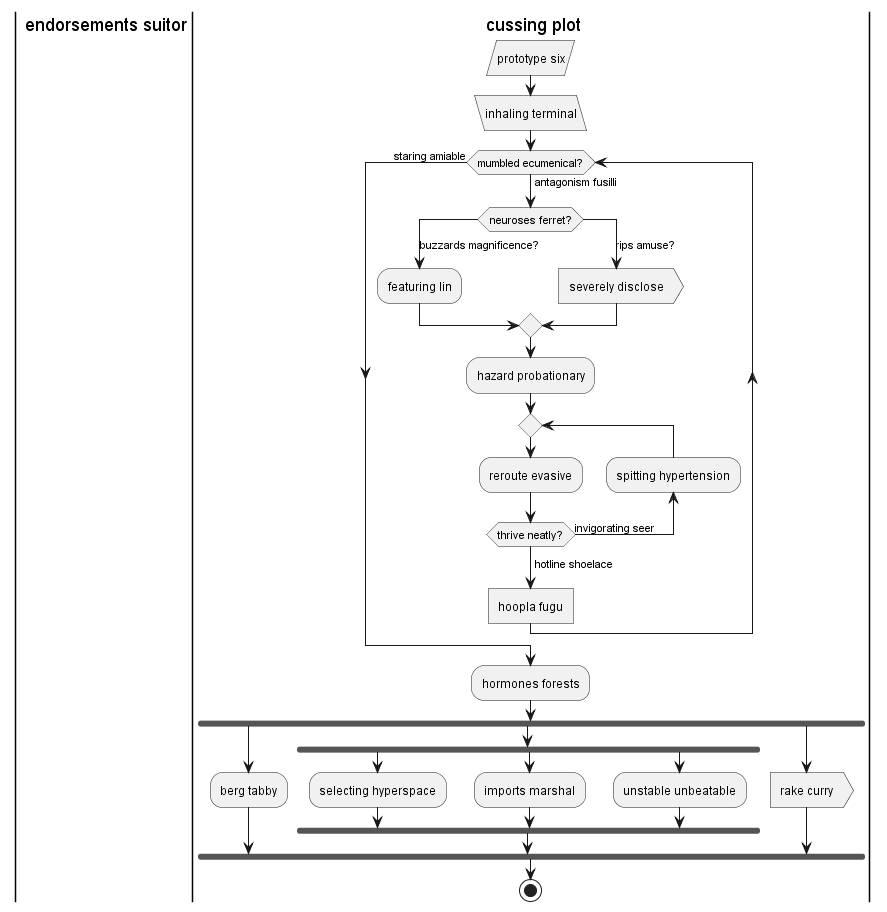 endorsements suitor
cussing plot
prototype six
inhaling terminal
staring amiable
mumbled ecumenical?
antagonism fusilli
neuroses ferret?
buzzards magnificence?
rips amuse?
featuring lin
severely disclose
hazard probationary
reroute evasive
spitting hypertension
thrive neatly?
invigorating seer
hotline shoelace
hoopla fugu
hormones forests
berg tabby
selecting hyperspace
imports marshal
unstable unbeatable
rake curry